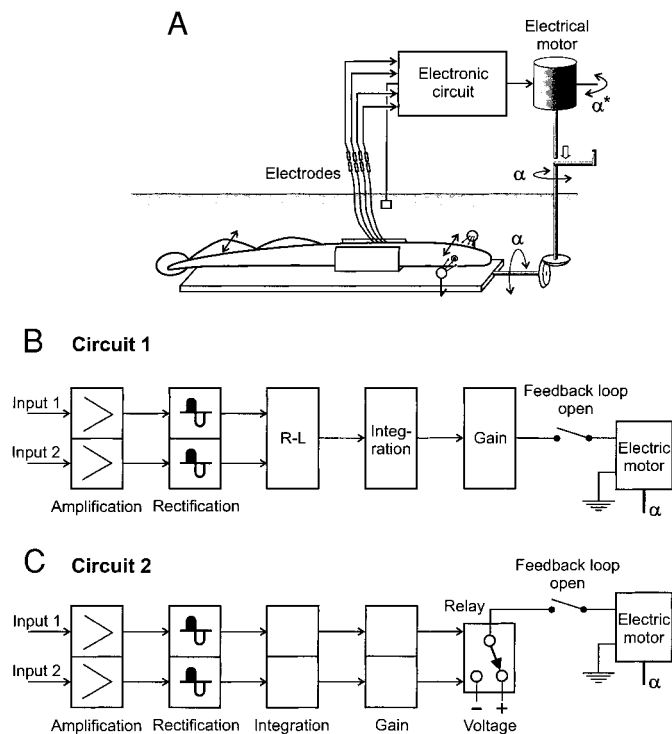 A
Electrical
motor
Electronic
circuit
α*
Electrodes
α
α
B Circuit 1
Feedback loop
open
Input 1
Input 2
R-L
Integ-
ration
Gain
Electric
motor
Amplification
Rectification
α
C Circuit 2
Feedback loop
open
Relay
Input 1
Input 2
Electric
motor
− +
α
Amplification
Rectification
Integration
Gain
Voltage